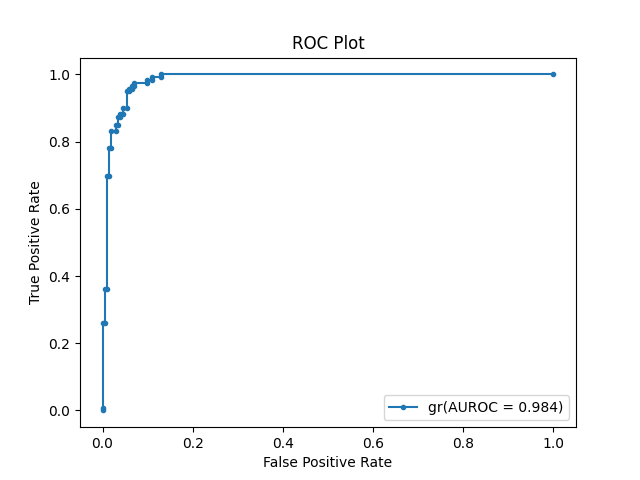 ROC Plot
True Positive Rate
1.0
0.8
0.6
0.4
0.2
0.0
gr(AUROC = 0.984)
0.0 0.2 0.4 0.6 0.8 1.0
False Positive Rate